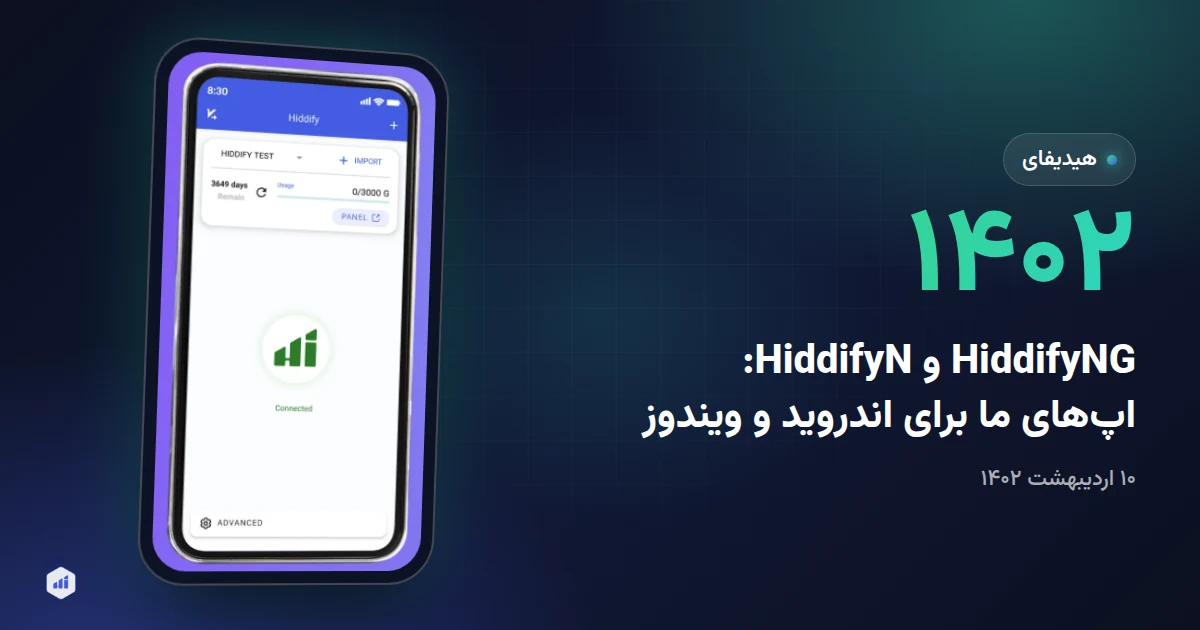 8:30
Hiddify
+
HIDDIFY TEST
+ IMPORT
3649 days
Remain
Usage
0/3000 G
PANEL
Connected
ADVANCED
هیدیفای
۱۴۰۲
HiddifyNG و HiddifyN:
اپ‌های ما برای اندروید و ویندوز
۱۰ اردیبهشت ۱۴۰۲